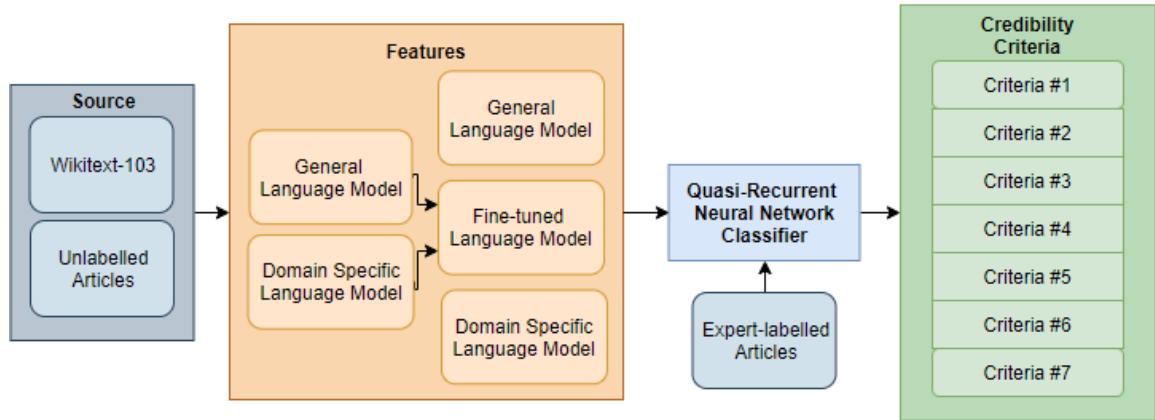 Source
Wikitext-103
Unlabelled
Articles
Features
General
Language Model
Domain Specific
Language Model
General
Language Model
Fine-tuned
Language Model
Domain Specific
Language Model
Quasi-Recurrent
Neural Network
Classifier
Expert-labelled
Articles
Credibility
Criteria
Criteria #1
Criteria #2
Criteria #3
Criteria #4
Criteria #5
Criteria #6
Criteria #7